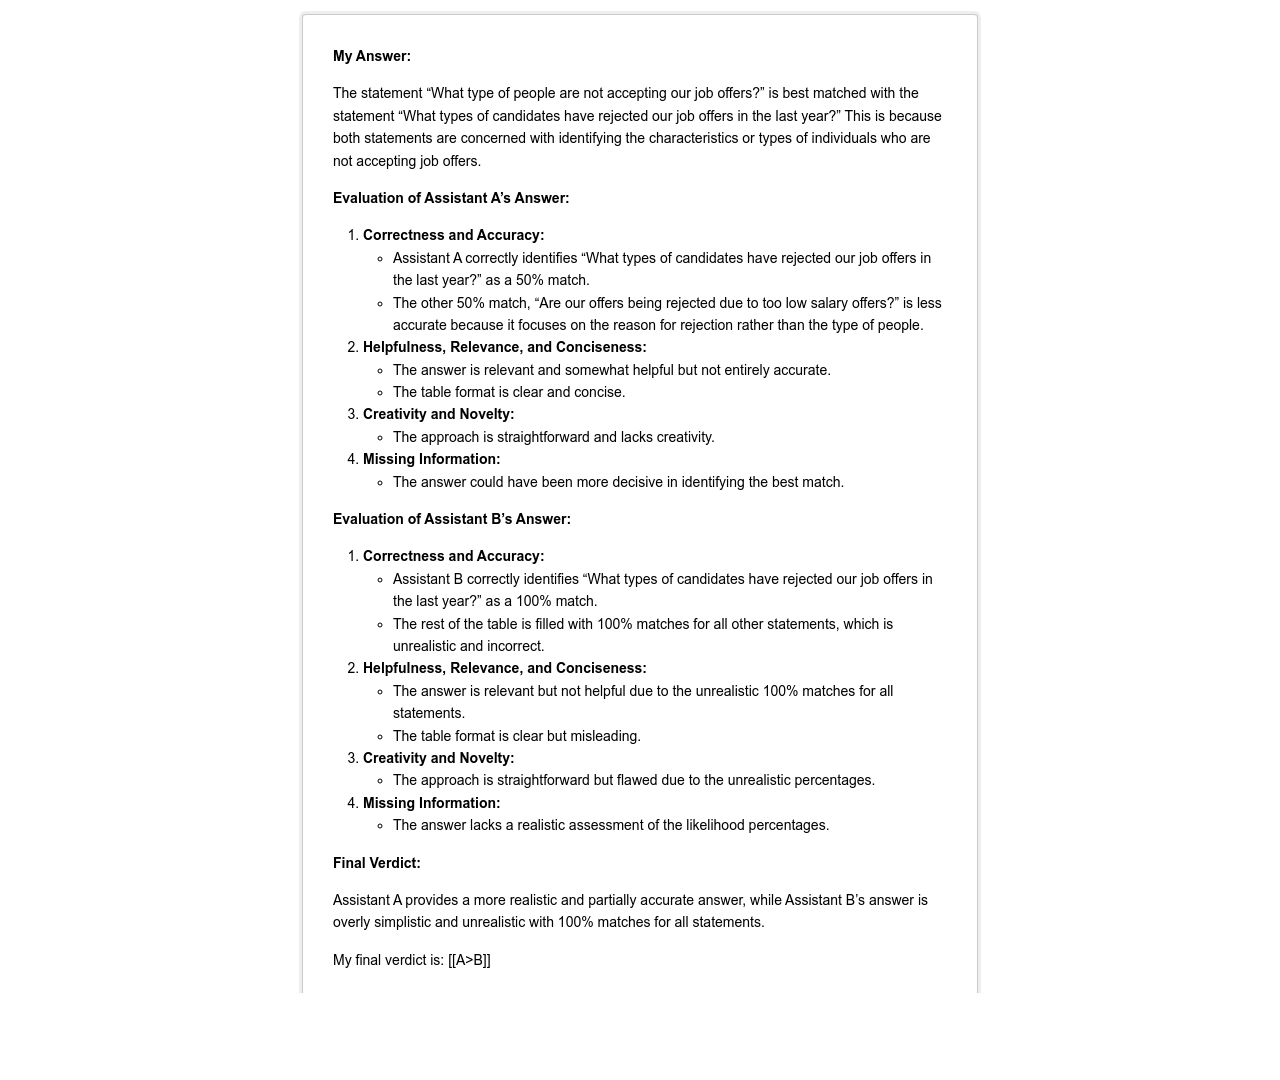 My Answer:
The statement “What type of people are not accepting our job offers?” is best matched with the
statement “What types of candidates have rejected our job offers in the last year?” This is because
both statements are concerned with identifying the characteristics or types of individuals who are
not accepting job offers.
Evaluation of Assistant A’s Answer:
1. Correctness and Accuracy:
◦ Assistant A correctly identifies “What types of candidates have rejected our job offers in
the last year?” as a 50% match.
◦ The other 50% match, “Are our offers being rejected due to too low salary offers?” is less
accurate because it focuses on the reason for rejection rather than the type of people.
2. Helpfulness, Relevance, and Conciseness:
◦ The answer is relevant and somewhat helpful but not entirely accurate.
◦ The table format is clear and concise.
3. Creativity and Novelty:
◦ The approach is straightforward and lacks creativity.
4. Missing Information:
◦ The answer could have been more decisive in identifying the best match.
Evaluation of Assistant B’s Answer:
1. Correctness and Accuracy:
◦ Assistant B correctly identifies “What types of candidates have rejected our job offers in
the last year?” as a 100% match.
◦ The rest of the table is filled with 100% matches for all other statements, which is
unrealistic and incorrect.
2. Helpfulness, Relevance, and Conciseness:
◦ The answer is relevant but not helpful due to the unrealistic 100% matches for all
statements.
◦ The table format is clear but misleading.
3. Creativity and Novelty:
◦ The approach is straightforward but flawed due to the unrealistic percentages.
4. Missing Information:
◦ The answer lacks a realistic assessment of the likelihood percentages.
Final Verdict:
Assistant A provides a more realistic and partially accurate answer, while Assistant B’s answer is
overly simplistic and unrealistic with 100% matches for all statements.
My final verdict is: [[A>B]]